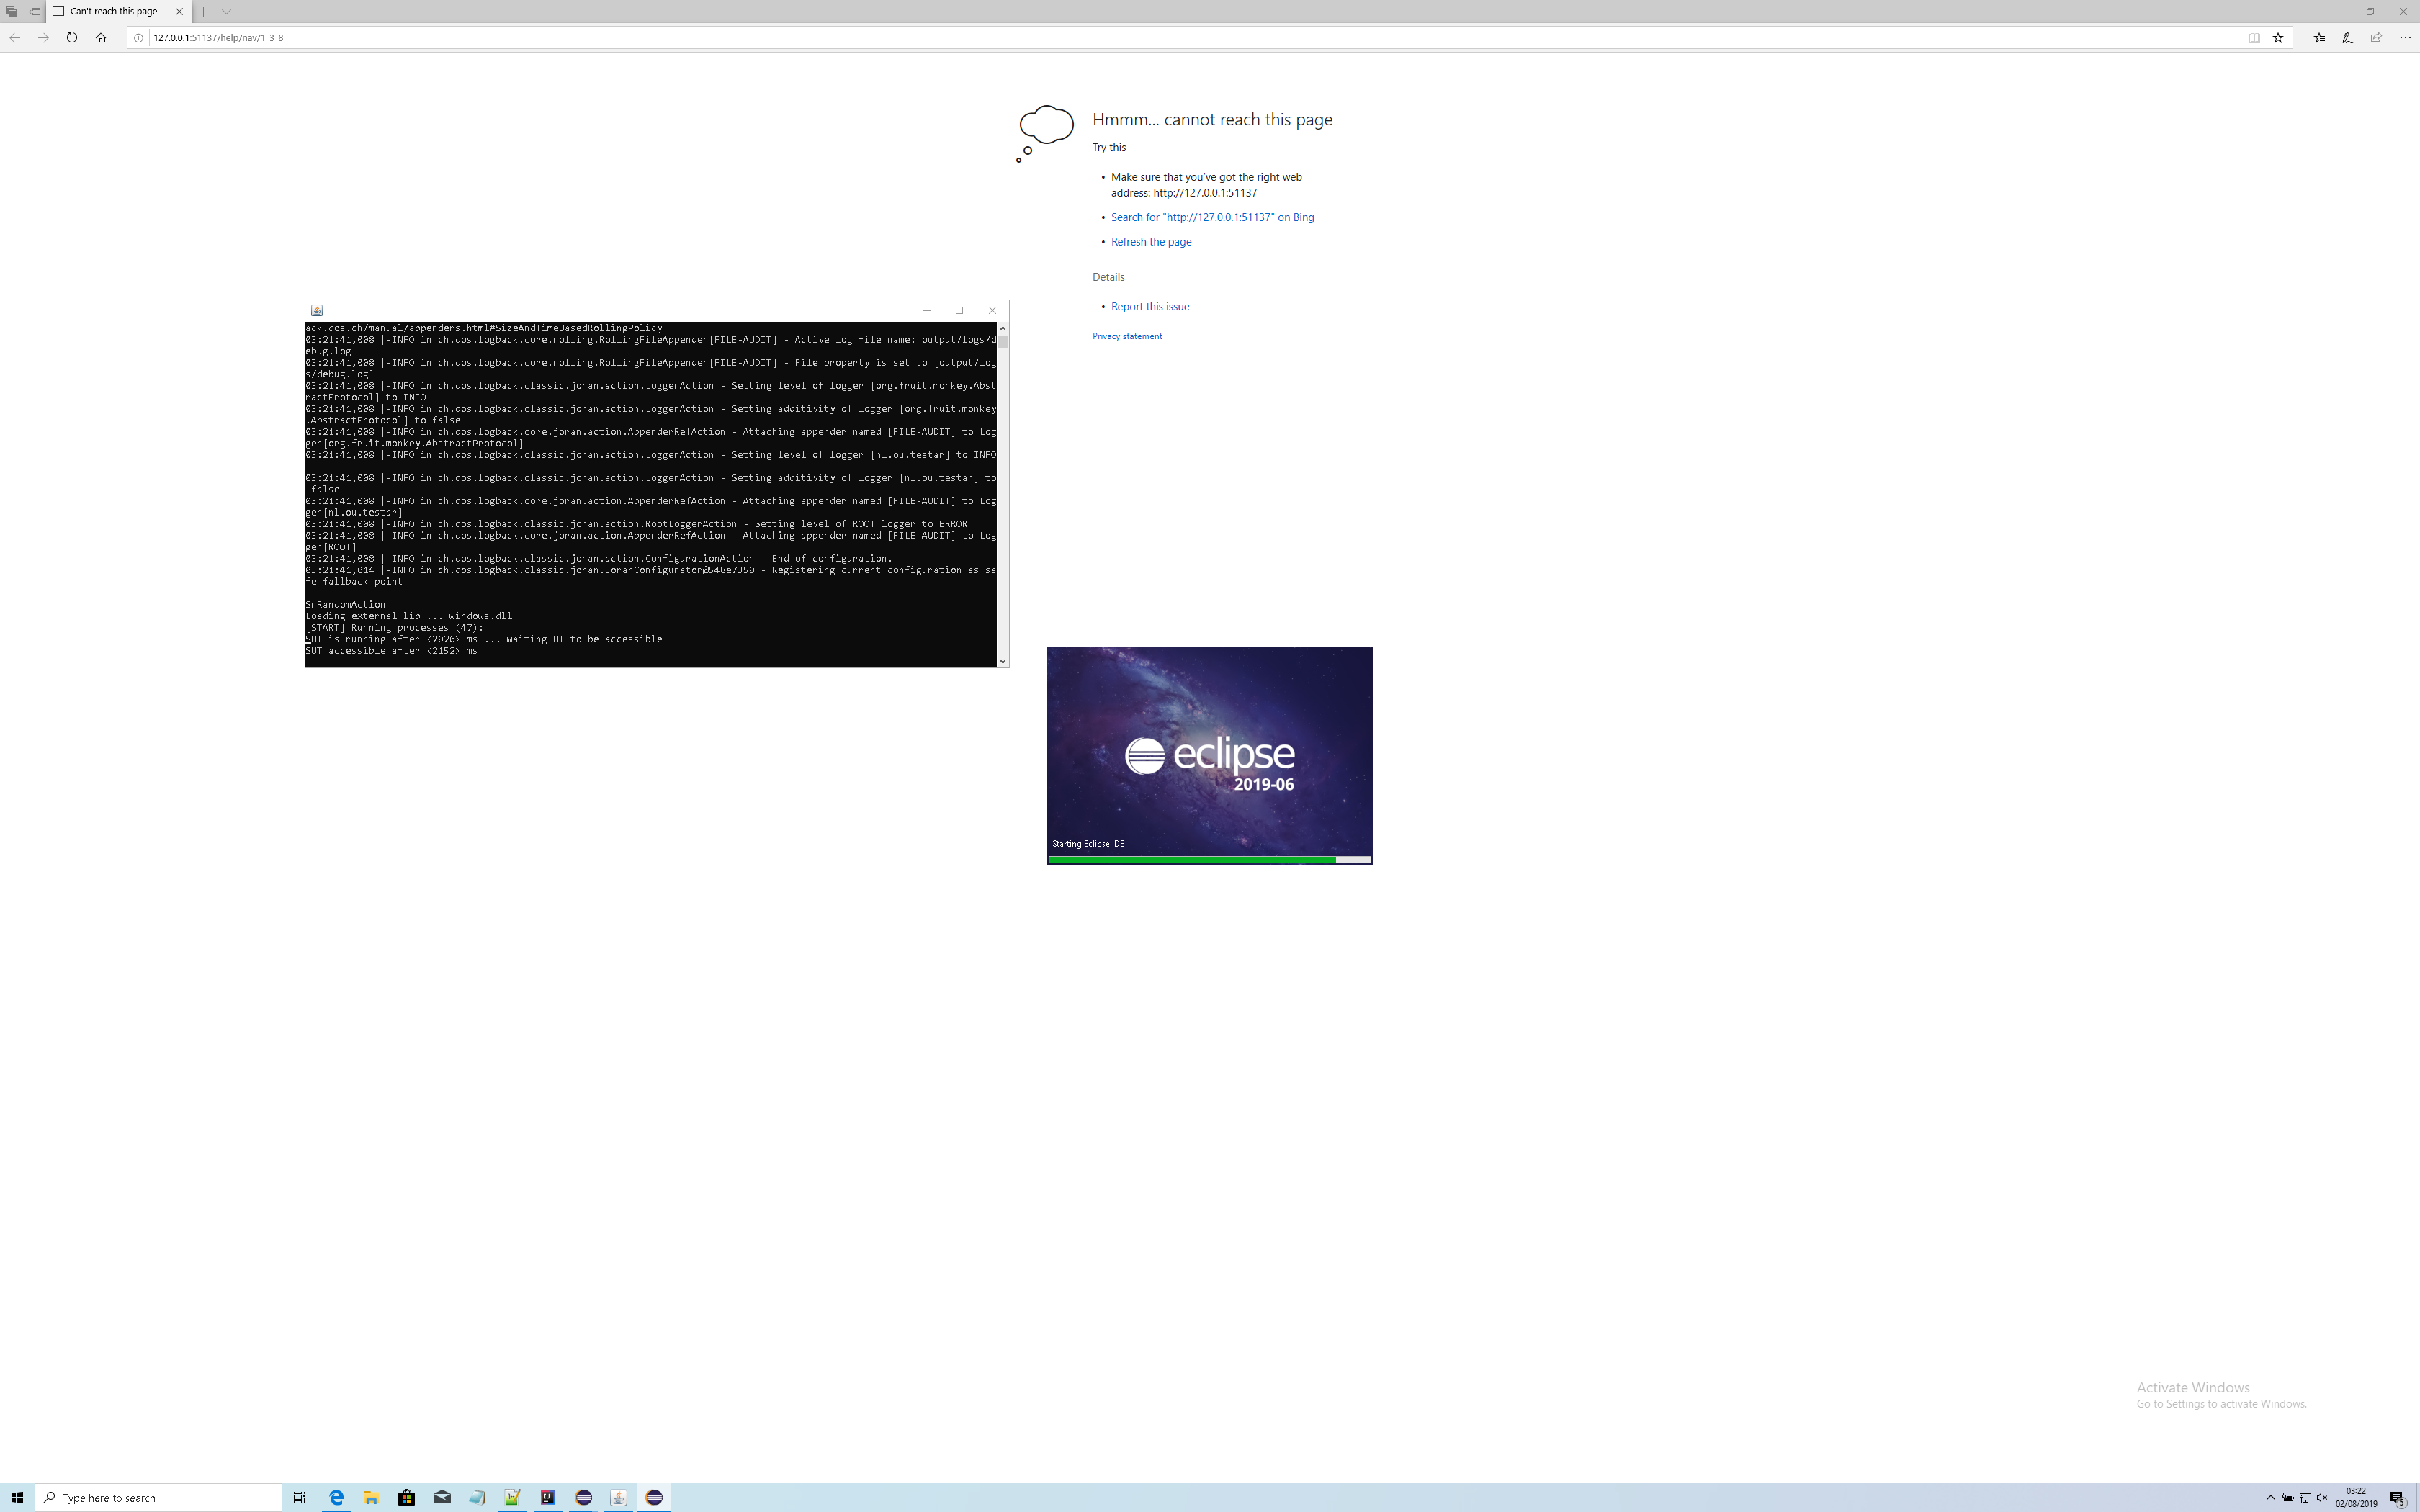 Can't reach this page
127.0.0.1:51137/help/nav/1_3_8
Hmmm... cannot reach this page
Try this
• Make sure that you've got the right web
address: http://127.0.0.1:51137
• Search for "http://127.0.0.1:51137" on Bing
• Refresh the page
Details
• Report this issue
Privacy statement
ack.qos.ch/manual/appenders.html#SizeAndTimeBasedRollingPolicy
03:21:41,008 |-INFO in ch.qos.logback.core.rolling.RollingFileAppender[FILE-AUDIT] - Active log file name: output/logs/d
ebug.log
03:21:41,008 |-INFO in ch.qos.logback.core.rolling.RollingFileAppender[FILE-AUDIT] - File property is set to [output/log
s/debug.log]
03:21:41,008 |-INFO in ch.qos.logback.classic.joran.action.LoggerAction - Setting level of logger [org.fruit.monkey.Abst
ractProtocol] to INFO
03:21:41,008 |-INFO in ch.qos.logback.classic.joran.action.LoggerAction - Setting additivity of logger [org.fruit.monkey
.AbstractProtocol] to false
03:21:41,008 |-INFO in ch.qos.logback.core.joran.action.AppenderRefAction - Attaching appender named [FILE-AUDIT] to Log
ger[org.fruit.monkey.AbstractProtocol]
03:21:41,008 |-INFO in ch.qos.logback.classic.joran.action.LoggerAction - Setting level of logger [nl.ou.testar] to INFO
03:21:41,008 |-INFO in ch.qos.logback.classic.joran.action.LoggerAction - Setting additivity of logger [nl.ou.testar] to
false
03:21:41,008 |-INFO in ch.qos.logback.core.joran.action.AppenderRefAction - Attaching appender named [FILE-AUDIT] to Log
ger[nl.ou.testar]
03:21:41,008 |-INFO in ch.qos.logback.classic.joran.action.RootLoggerAction - Setting level of ROOT logger to ERROR
03:21:41,008 |-INFO in ch.qos.logback.core.joran.action.AppenderRefAction - Attaching appender named [FILE-AUDIT] to Log
ger[ROOT]
03:21:41,008 |-INFO in ch.qos.logback.classic.joran.action.ConfigurationAction - End of configuration.
03:21:41,014 |-INFO in ch.qos.logback.classic.joran.JoranConfigurator@548e7350 - Registering current configuration as sa
fe fallback point
SnRandomAction
Loading external lib ... windows.dll
[START] Running processes (47):
SUT is running after <2026> ms ... waiting UI to be accessible
SUT accessible after <2152> ms
eclipse
2019-06
Starting Eclipse IDE
Activate Windows
Go to Settings to activate Windows.
Type here to search
03:22
02/08/2019
5